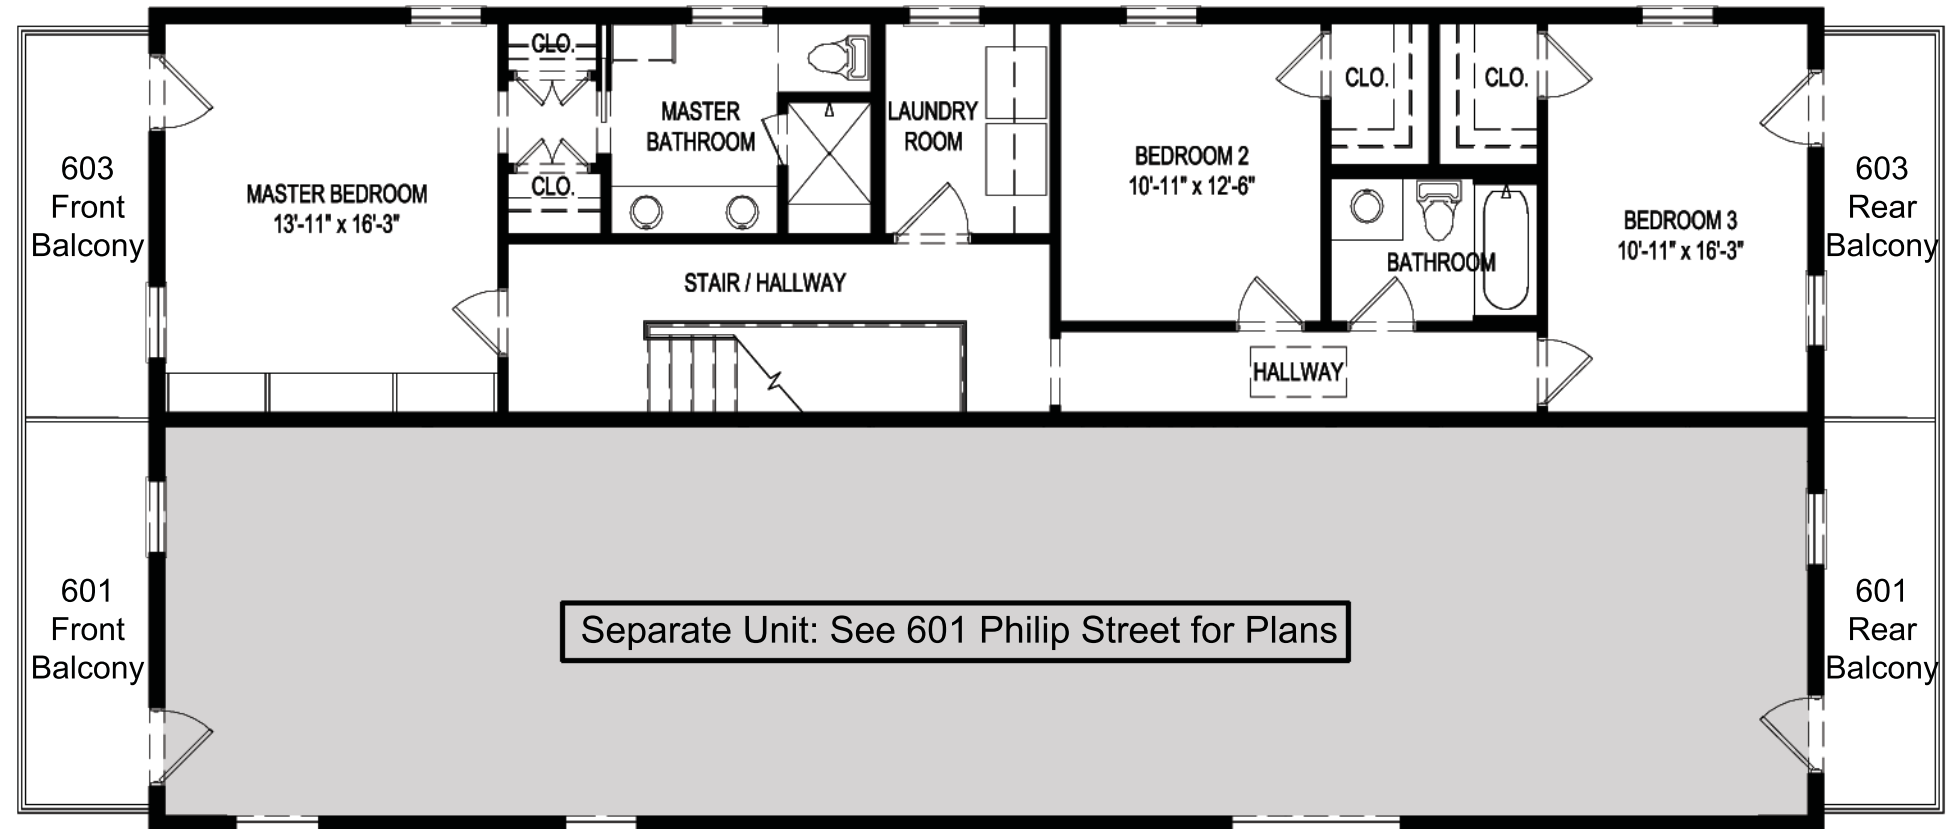 CLO.
MASTER
BATHROOM
LAUNDRY
ROOM
CLO.
CLO.
603
Front
Balcony
MASTER BEDROOM
13'-11" x 16'-3"
CLO.
BEDROOM 2
10'-11" x 12'-6"
BEDROOM 3
10'-11" x 16'-3"
603
Rear
Balcony
BATHROOM
STAIR / HALLWAY
HALLWAY
601
Front
Balcony
Separate Unit: See 601 Philip Street for Plans
601
Rear
Balcony